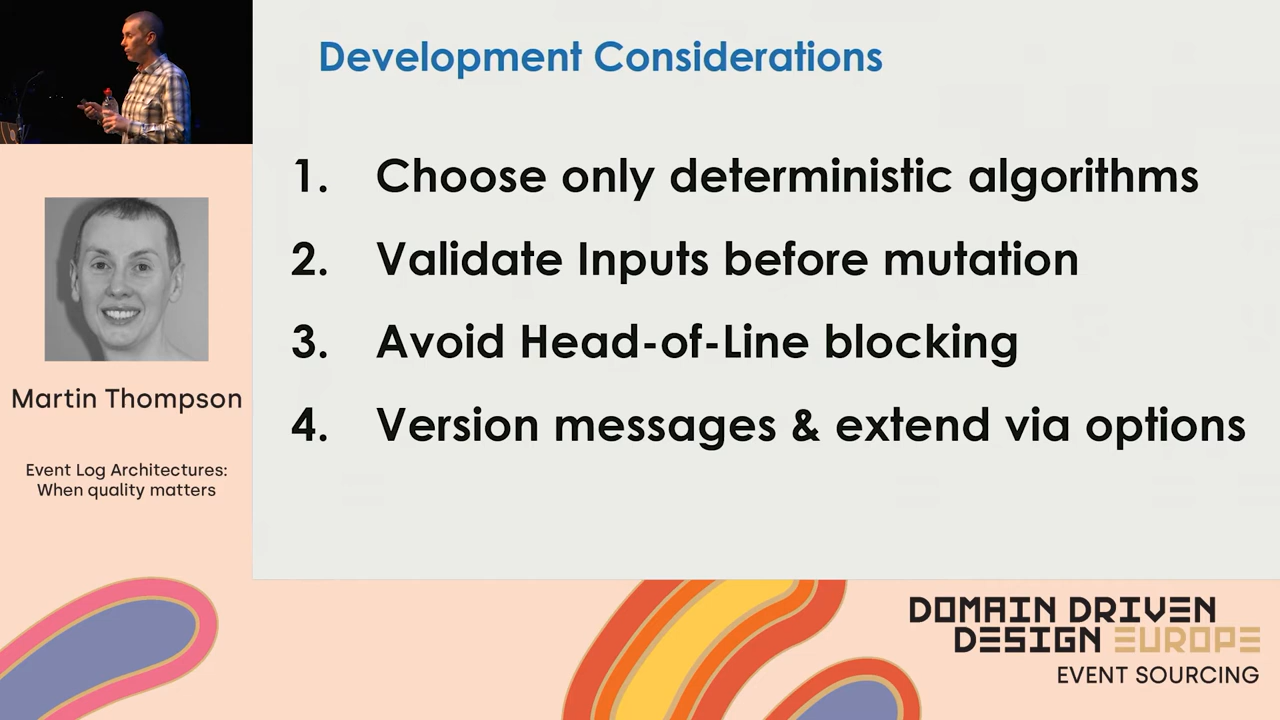 Development Considerations
1. Choose only deterministic algorithms
2. Validate Inputs before mutation
3. Avoid Head-of-Line blocking
4. Version messages & extend via options
Martin Thompson
Event Log Architectures:
When quality matters
DOMAIN DRIVEN
DESIGN EUROPE
EVENT SOURCING